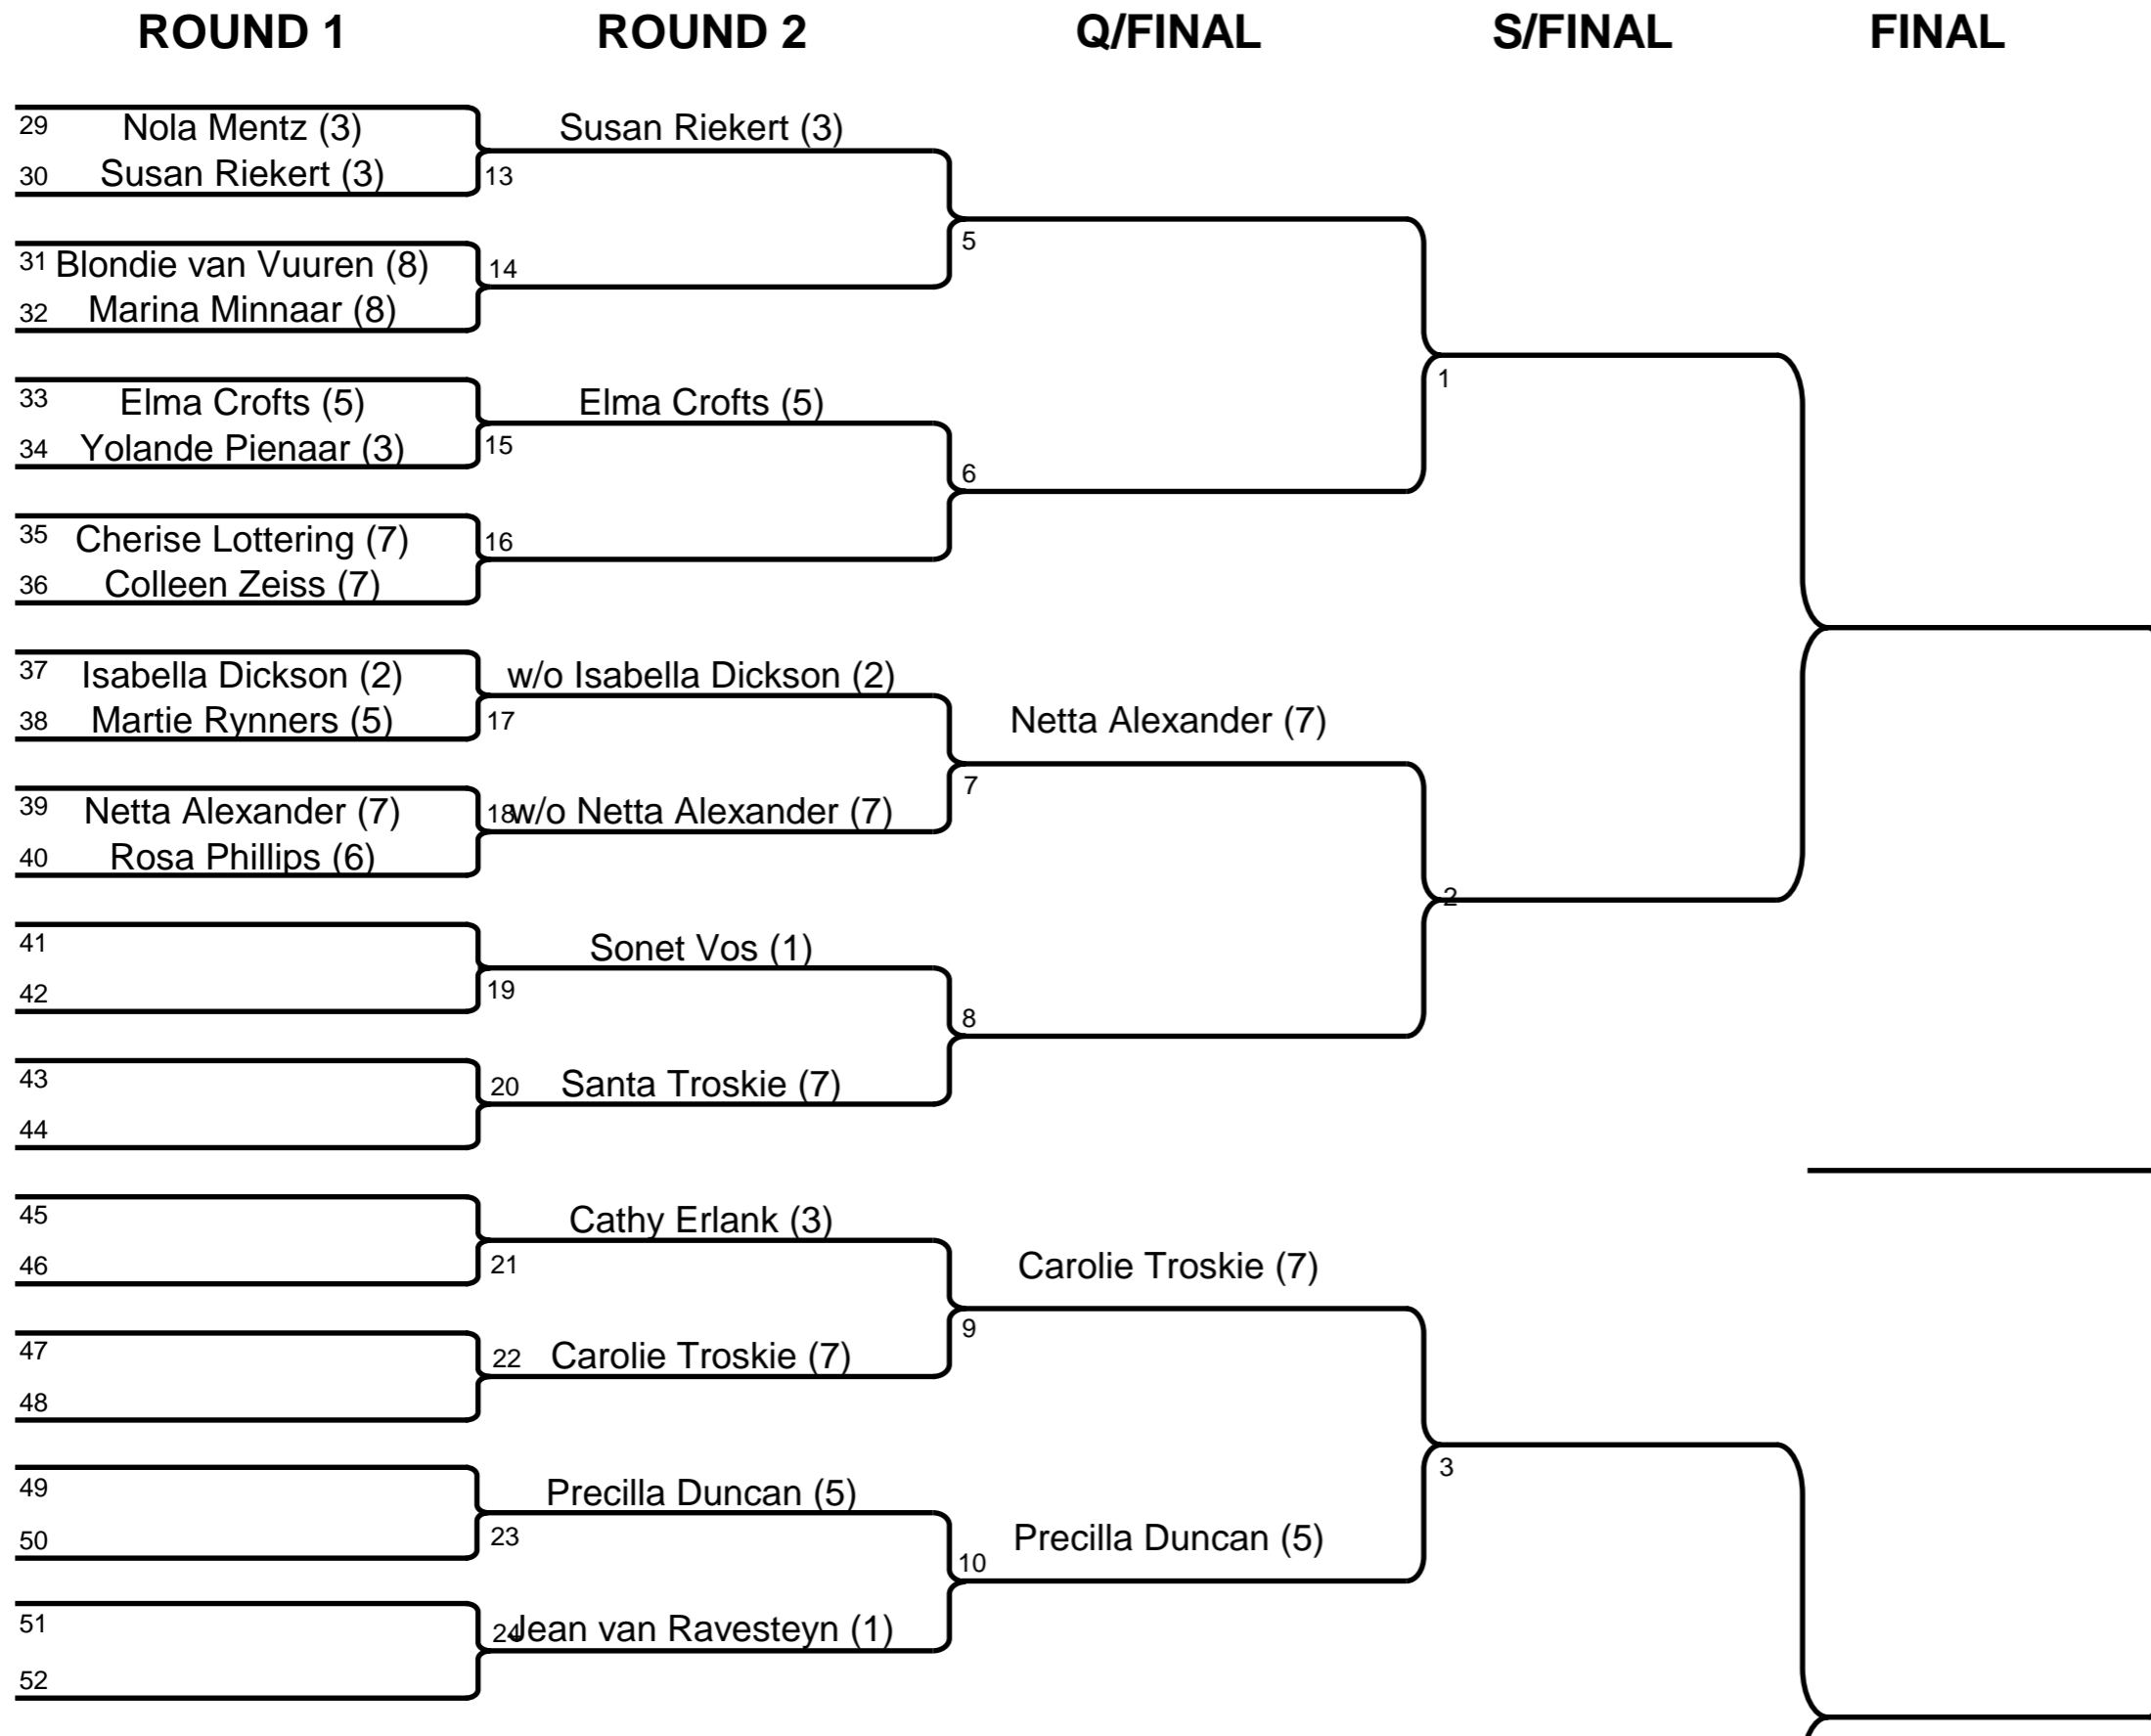 ROUND 1 ROUND 2 Q/FINAL S/FINAL FINAL
29 Nola Mentz (3) Susan Riekert (3)
30 Susan Riekert (3) 13
5
31 Blondie van Vuuren (8) 14
32 Marina Minnaar (8)
1
33 Elma Crofts (5) Elma Crofts (5)
34 Yolande Pienaar (3) 15
6
35 Cherise Lottering (7) 16
36 Colleen Zeiss (7)
37 Isabella Dickson (2) w/o Isabella Dickson (2)
38 Martie Rynners (5) 17 Netta Alexander (7)
7
39 Netta Alexander (7) 18 w/o Netta Alexander (7)
40 Rosa Phillips (6)
2
41 Sonet Vos (1)
42 19
8
43 20 Santa Troskie (7)
44
45 Cathy Erlank (3)
46 21 Carolie Troskie (7)
9
47 22 Carolie Troskie (7)
48
3
49 Precilla Duncan (5)
50 23 Precilla Duncan (5)
10
51 24 Jean van Ravesteyn (1)
52